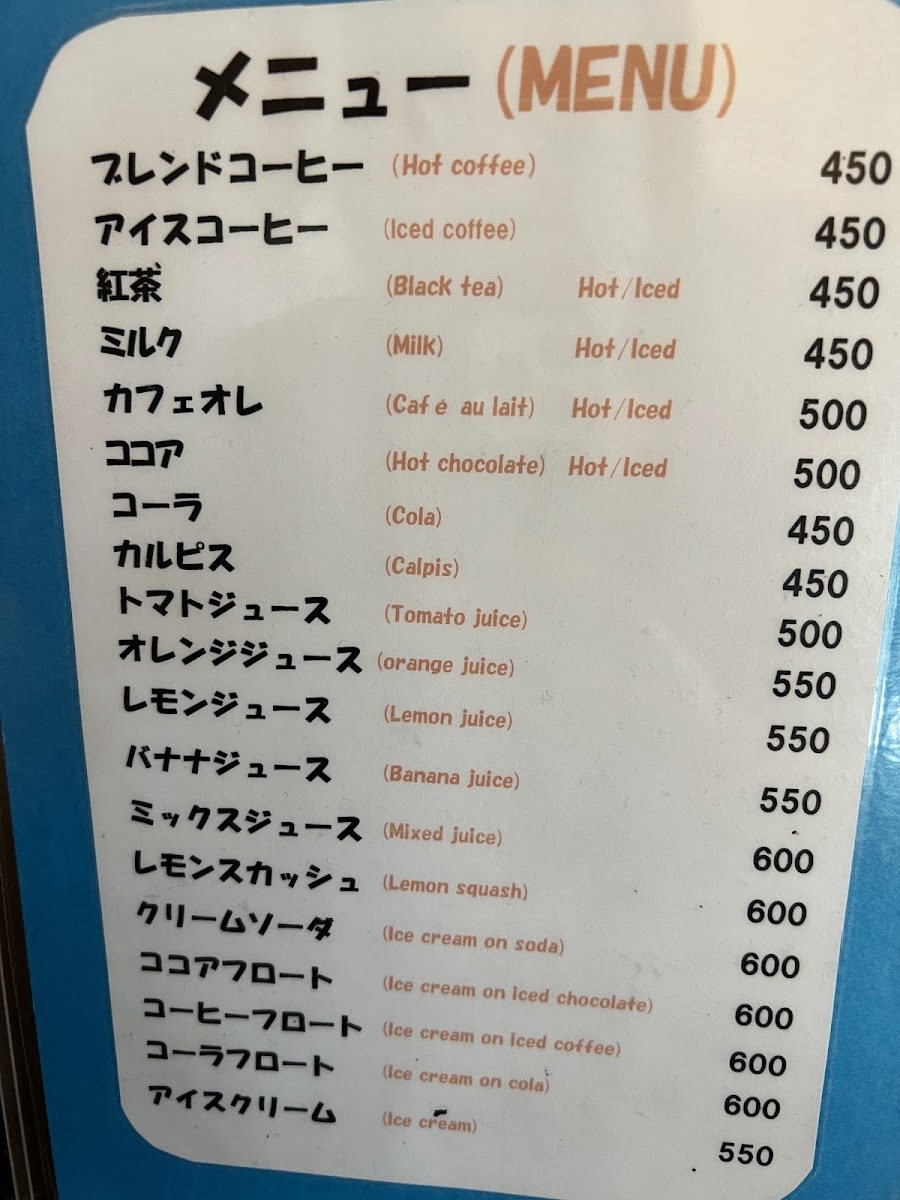 メニュー (MENU)
ブレンドコーヒー (Hot coffee) 450
アイスコーヒー (Iced coffee) 450
紅茶 (Black tea) Hot/Iced 450
ミルク (Milk) Hot/Iced 450
カフェオレ (Café au lait) Hot/Iced 500
ココア (Hot chocolate) Hot/Iced 500
コーラ (Cola) 450
カルピス (Calpis) 450
トマトジュース (Tomato juice) 500
オレンジジュース (orange juice) 550
レモンジュース (Lemon juice) 550
バナナジュース (Banana juice) 550
ミックスジュース (Mixed juice) 600
レモンスカッシュ (Lemon squash) 600
クリームソーダ (Ice cream on soda) 600
ココアフロート (Ice cream on iced chocolate) 600
コーヒーフロート (Ice cream on iced coffee) 600
コーラフロート (Ice cream on cola) 600
アイスクリーム (Ice cream) 550